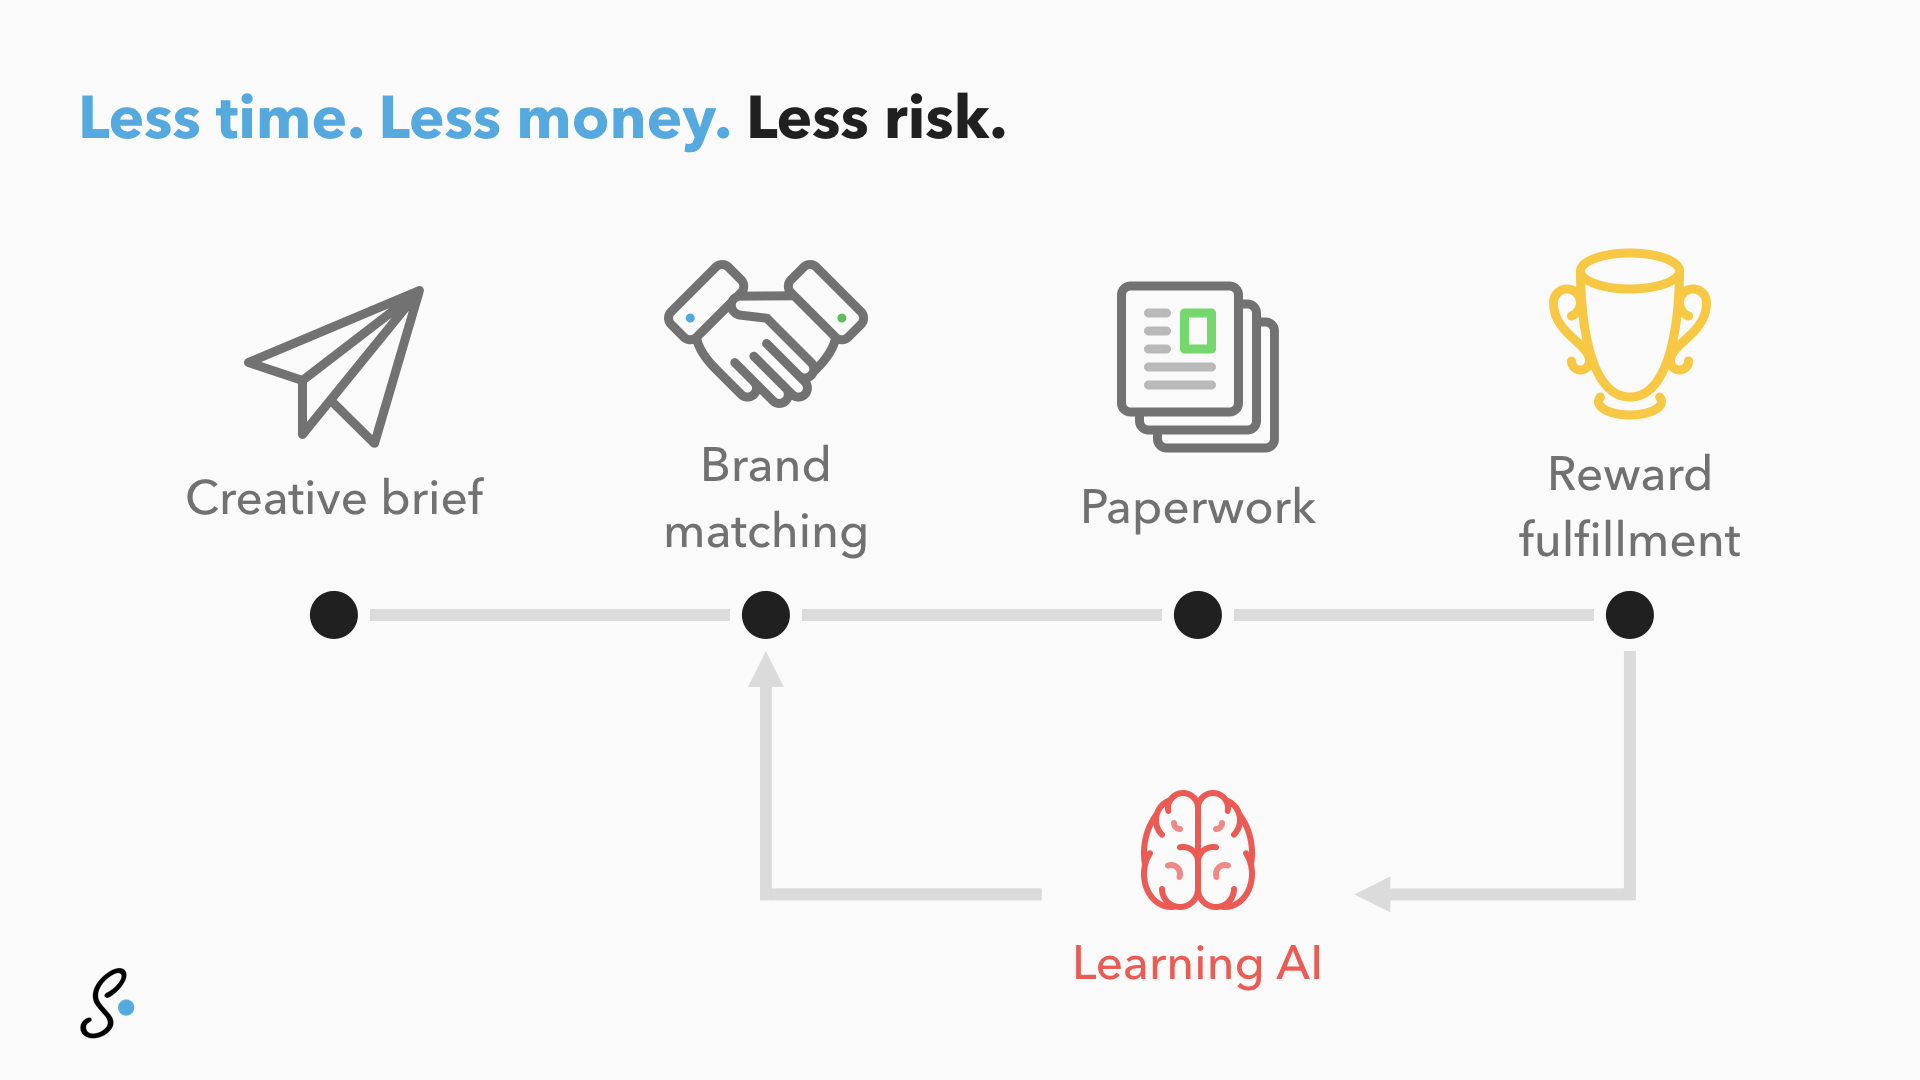 Less time. Less money. Less risk.
Creative brief
Brand
matching
Paperwork
Reward
fulfillment
Learning AI
S.